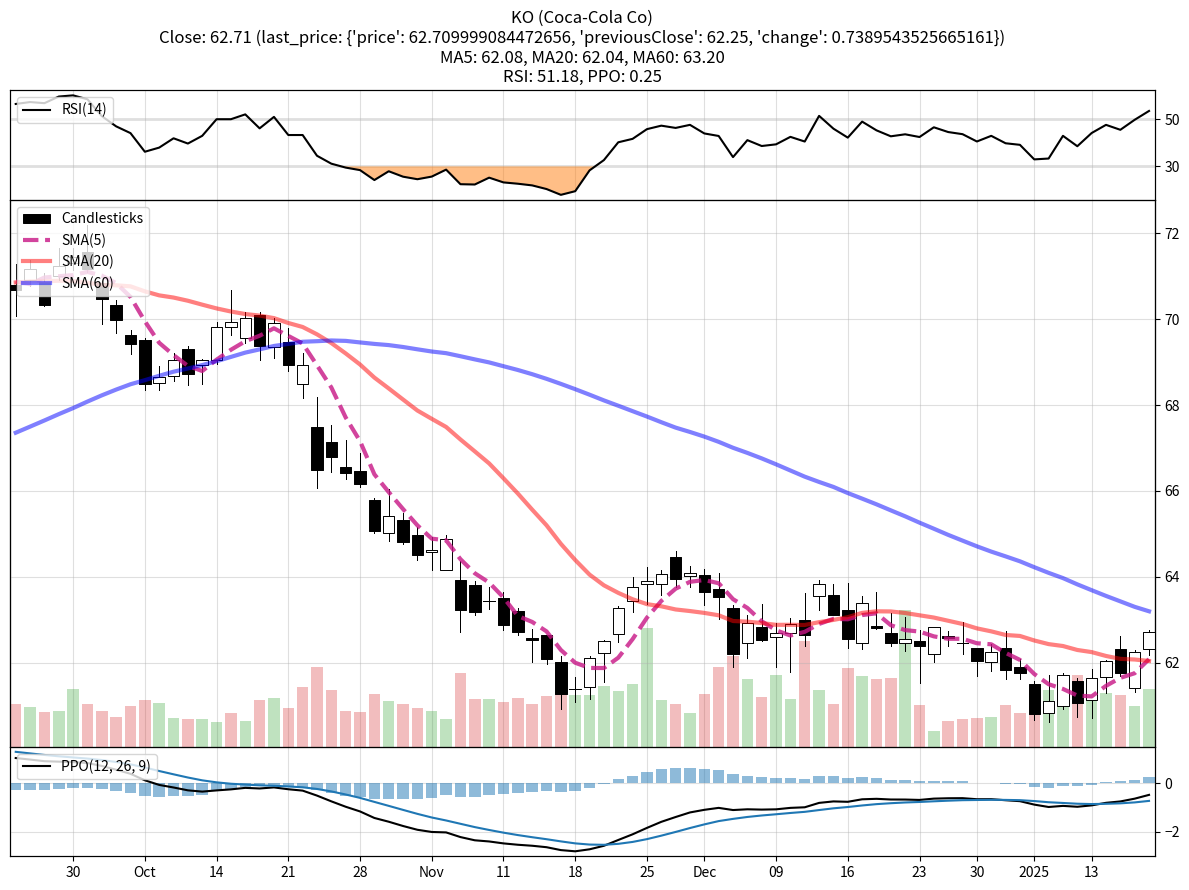 KO (Coca-Cola Co)
Close: 62.71 (last_price: {'price': 62.709999084472656, 'previousClose': 62.25, 'change': 0.7389543525665161})
MA5: 62.08, MA20: 62.04, MA60: 63.20
RSI: 51.18, PPO: 0.25
RSI(14)
50
30
Candlesticks
SMA(5)
SMA(20)
SMA(60)
72
70
68
66
64
62
PPO(12, 26, 9)
0
−2
30 Oct 14 21 28 Nov 11 18 25 Dec 09 16 23 30 2025 13